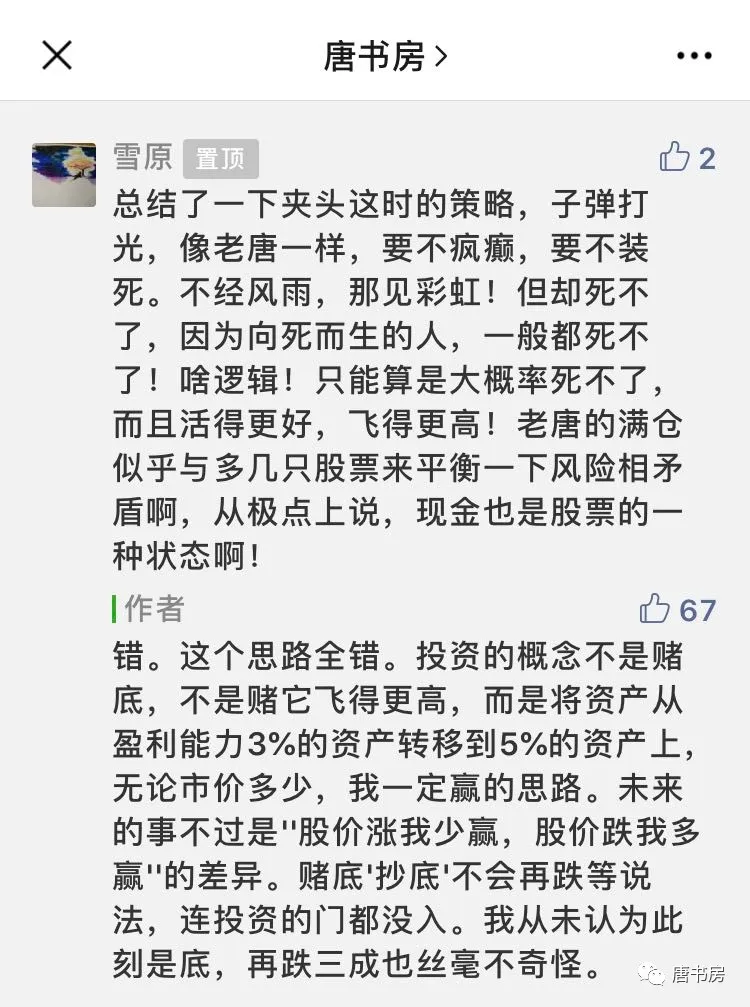 唐书房
雪原 置顶 2
总结了一下夹头这时的策略，子弹打
光，像老唐一样，要不疯癫，要不装
死。不经风雨，那见彩虹！但却死不
了，因为向死而生的人，一般都死不
了！啥逻辑！只能算是大概率死不了，
而且活得更好，飞得更高！老唐的满仓
似乎与多几只股票来平衡一下风险相矛
盾啊，从极点上说，现金也是股票的一
种状态啊！
作者 67
错。这个思路全错。投资的概念不是赌
底，不是赌它飞得更高，而是将资产从
盈利能力3%的资产转移到5%的资产上，
无论市价多少，我一定赢的思路。未来
的事不过是"股价涨我少赢，股价跌我多
赢"的差异。赌底'抄底'不会再跌等说
法，连投资的门都没入。我从未认为此
刻是底，再跌三成也丝毫不奇怪。
唐书房